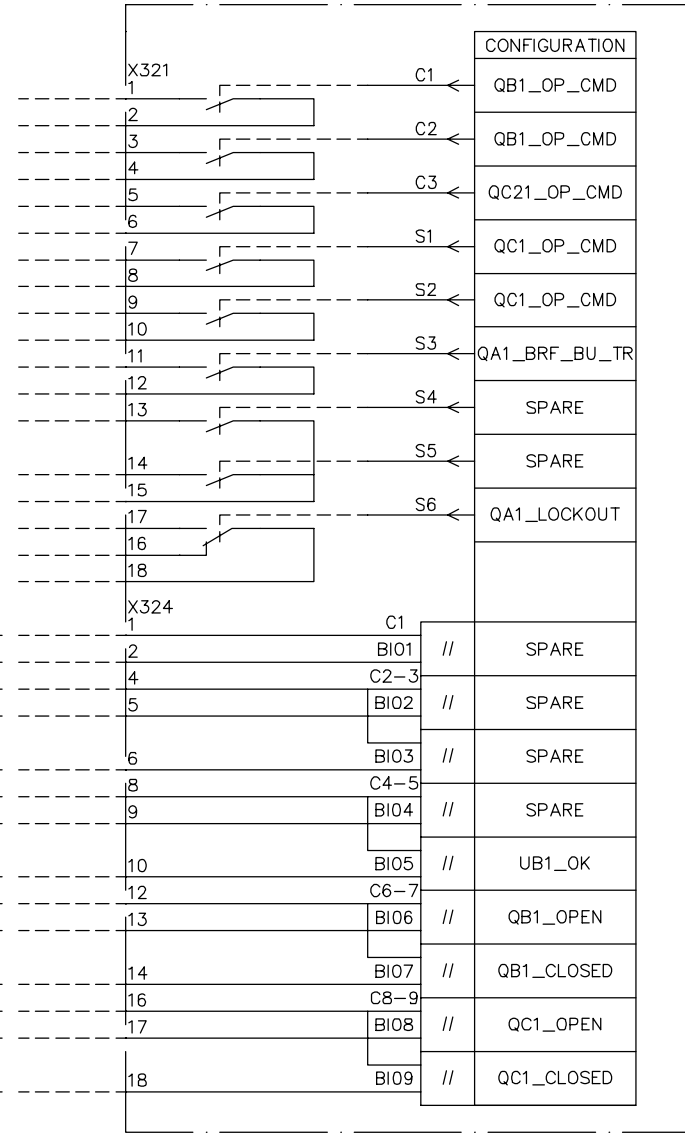 CONFIGURATION
X321
1 C1 QB1_OP_CMD
2
3 C2 QB1_OP_CMD
4
5 C3 QC21_OP_CMD
6
7 S1 QC1_OP_CMD
8
9 S2 QC1_OP_CMD
10
11 S3 QA1_BRF_BU_TR
12
13 S4 SPARE
14 S5 SPARE
15
17 S6 QA1_LOCKOUT
16
18
X324
1 C1
2 BI01 // SPARE
4 C2-3
5 BI02 // SPARE
6 BI03 // SPARE
8 C4-5
9 BI04 // SPARE
10 BI05 // UB1_OK
12 C6-7
13 BI06 // QB1_OPEN
14 BI07 // QB1_CLOSED
16 C8-9
17 BI08 // QC1_OPEN
18 BI09 // QC1_CLOSED